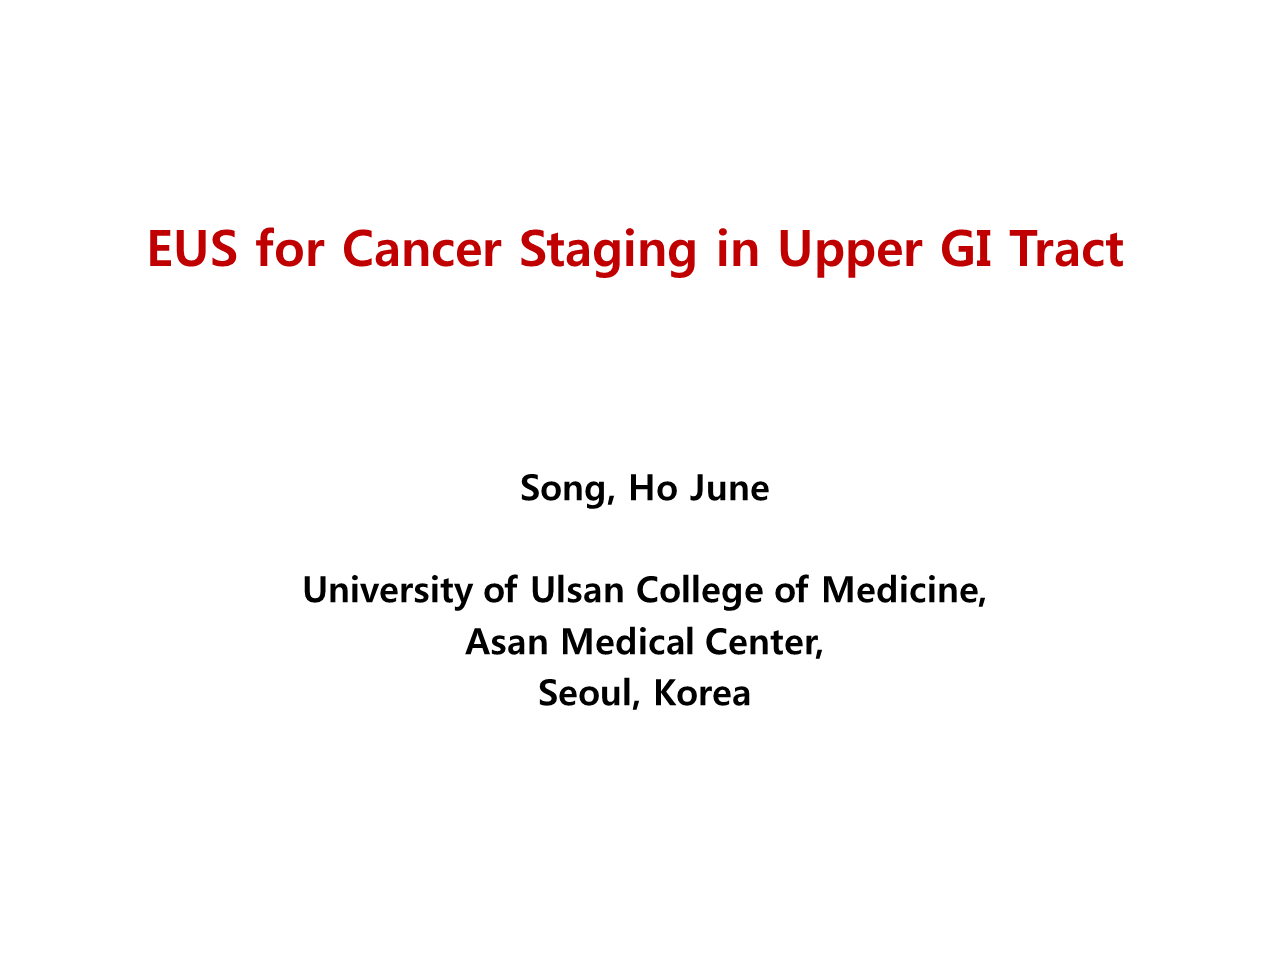 EUS for Cancer Staging in Upper GI Tract
Song, Ho June
University of Ulsan College of Medicine,
Asan Medical Center,
Seoul, Korea